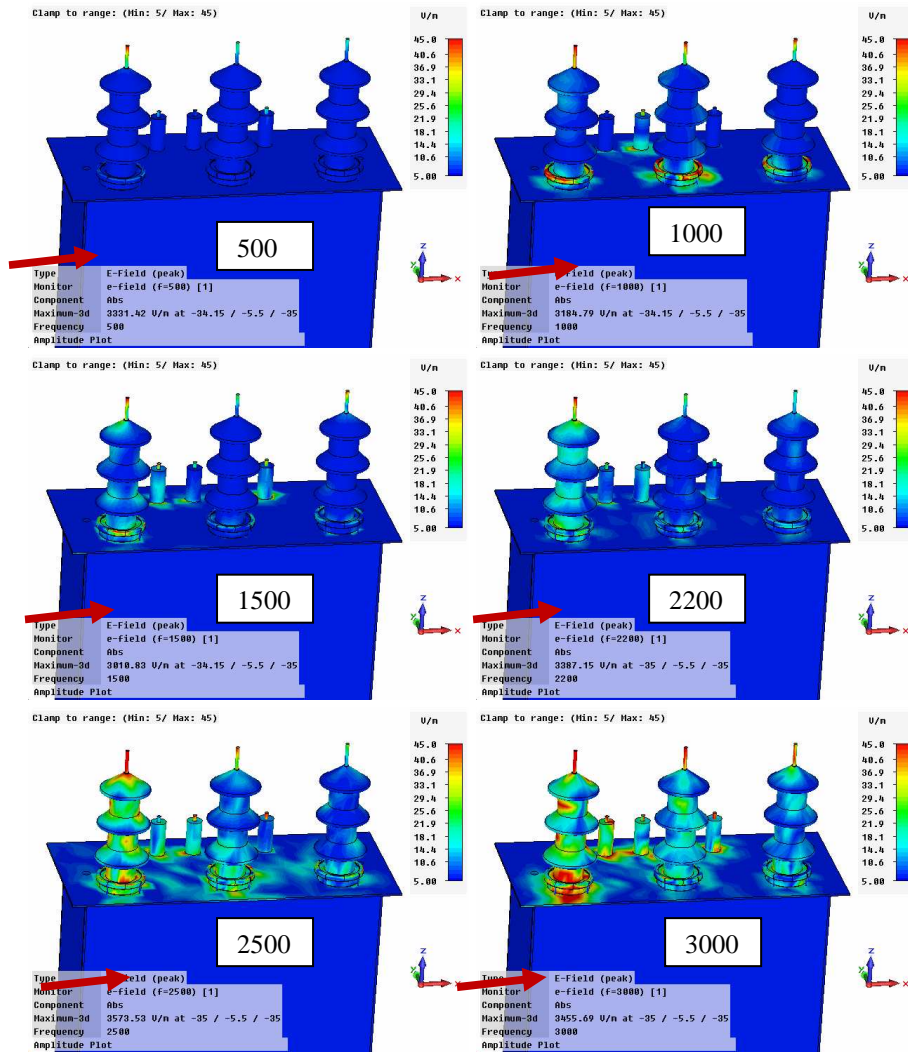 Clamp to range: (Min: 5/ Max: 45)
V/m
45.0
40.6
36.9
33.1
29.4
25.6
21.9
18.1
14.4
10.6
5.00
500
z
y
x
Type E-Field (peak)
Monitor e-field (f=500) [1]
Component Abs
Maximum-3d 3331.42 V/m at -34.15 / -5.5 / -35
Frequency 500
Amplitude Plot
Clamp to range: (Min: 5/ Max: 45)
V/m
45.0
40.6
36.9
33.1
29.4
25.6
21.9
18.1
14.4
10.6
5.00
1000
z
y
x
E-Field (peak)
Monitor e-field (f=1000) [1]
Component Abs
Maximum-3d 3184.79 V/m at -34.15 / -5.5 / -35
Frequency 1000
Amplitude Plot
Clamp to range: (Min: 5/ Max: 45)
V/m
45.0
40.6
36.9
33.1
29.4
25.6
21.9
18.1
14.4
10.6
5.00
1500
z
y
x
Type E-Field (peak)
Monitor e-field (f=1500) [1]
Component Abs
Maximum-3d 3010.83 V/m at -34.15 / -5.5 / -35
Frequency 1500
Amplitude Plot
Clamp to range: (Min: 5/ Max: 45)
V/m
45.0
40.6
36.9
33.1
29.4
25.6
21.9
18.1
14.4
10.6
5.00
2200
z
y
x
Type E-Field (peak)
Monitor e-field (f=2200) [1]
Component Abs
Maximum-3d 3387.15 V/m at -35 / -5.5 / -35
Frequency 2200
Amplitude Plot
Clamp to range: (Min: 5/ Max: 45)
V/m
45.0
40.6
36.9
33.1
29.4
25.6
21.9
18.1
14.4
10.6
5.00
2500
z
y
x
Type E-Field (peak)
Monitor e-field (f=2500) [1]
Component Abs
Maximum-3d 3573.53 V/m at -35 / -5.5 / -35
Frequency 2500
Amplitude Plot
Clamp to range: (Min: 5/ Max: 45)
V/m
45.0
40.6
36.9
33.1
29.4
25.6
21.9
18.1
14.4
10.6
5.00
3000
z
y
x
Type E-Field (peak)
Monitor e-field (f=3000) [1]
Component Abs
Maximum-3d 3455.69 V/m at -35 / -5.5 / -35
Frequency 3000
Amplitude Plot